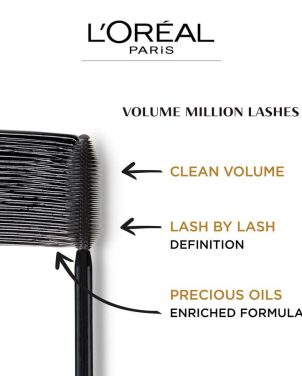 L'ORÉAL
PARiS
VOLUME MILLION LASHES
CLEAN VOLUME
LASH BY LASH
DEFINITION
PRECIOUS OILS
ENRICHED FORMULA